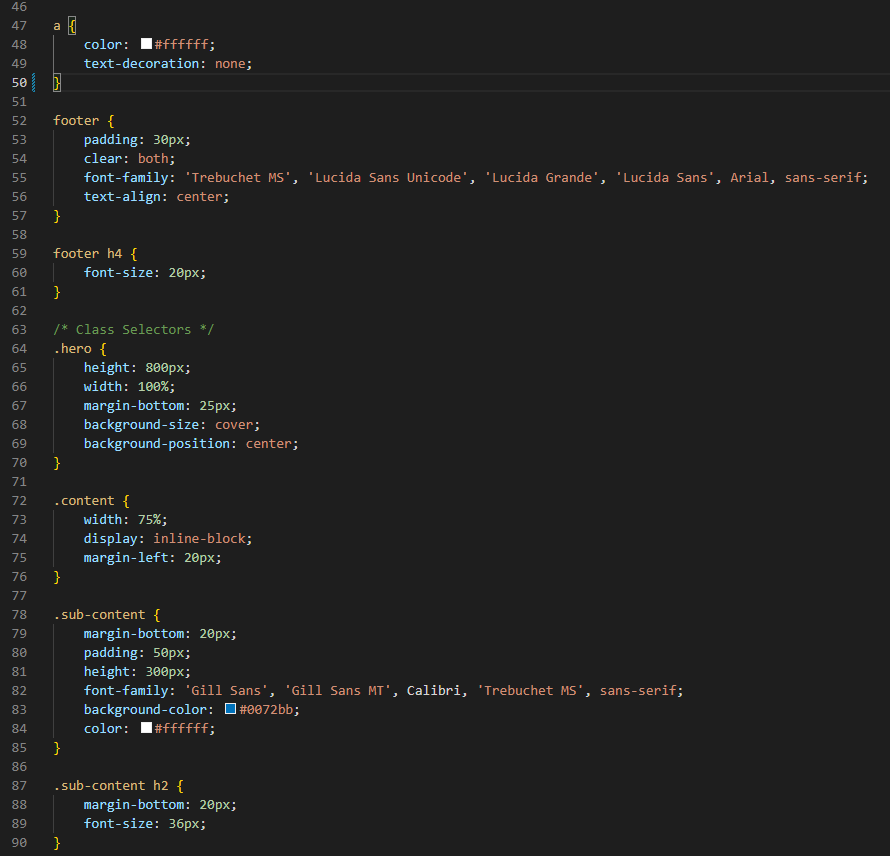 46
47 a {
48     color: #ffffff;
49     text-decoration: none;
50 }
51
52 footer {
53     padding: 30px;
54     clear: both;
55     font-family: 'Trebuchet MS', 'Lucida Sans Unicode', 'Lucida Grande', 'Lucida Sans', Arial, sans-serif;
56     text-align: center;
57 }
58
59 footer h4 {
60     font-size: 20px;
61 }
62
63 /* Class Selectors */
64 .hero {
65     height: 800px;
66     width: 100%;
67     margin-bottom: 25px;
68     background-size: cover;
69     background-position: center;
70 }
71
72 .content {
73     width: 75%;
74     display: inline-block;
75     margin-left: 20px;
76 }
77
78 .sub-content {
79     margin-bottom: 20px;
80     padding: 50px;
81     height: 300px;
82     font-family: 'Gill Sans', 'Gill Sans MT', Calibri, 'Trebuchet MS', sans-serif;
83     background-color: #0072bb;
84     color: #ffffff;
85 }
86
87 .sub-content h2 {
88     margin-bottom: 20px;
89     font-size: 36px;
90 }